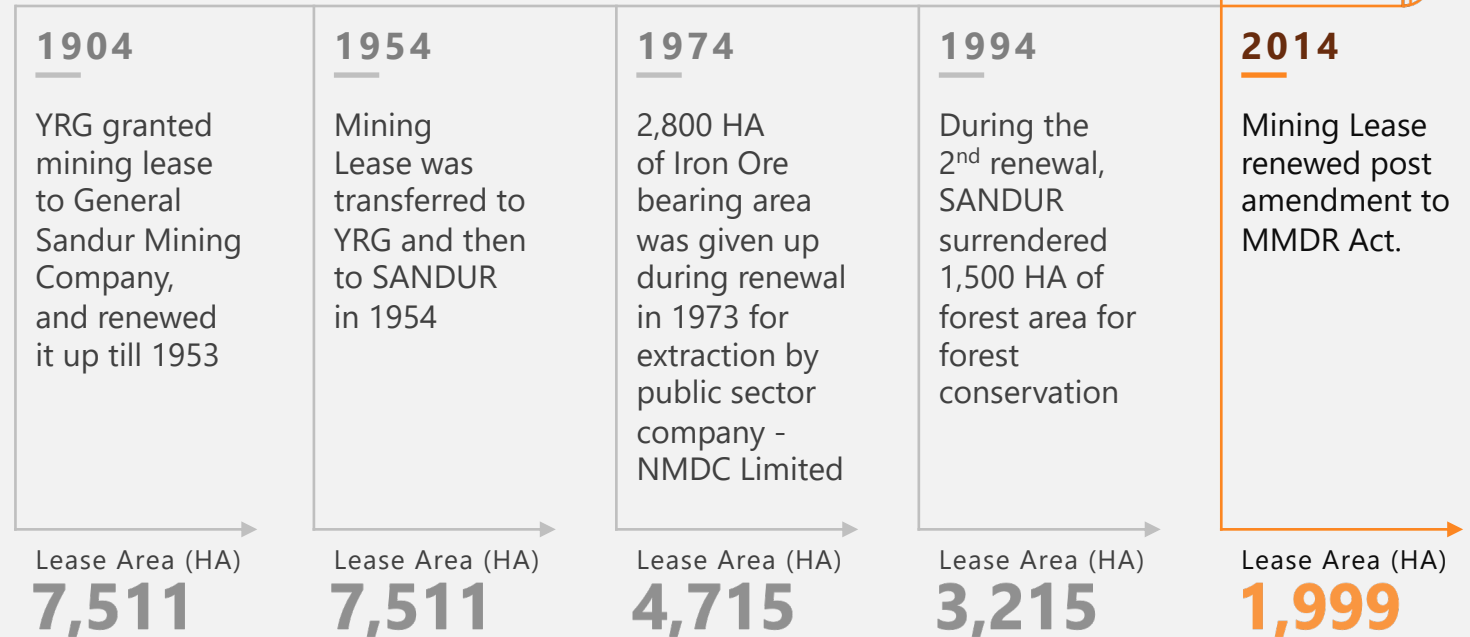 1904
YRG granted
mining lease
to General
Sandur Mining
Company,
and renewed
it up till 1953
Lease Area (HA)
7,511
1954
Mining
Lease was
transferred to
YRG and then
to SANDUR
in 1954
Lease Area (HA)
7,511
1974
2,800 HA
of Iron Ore
bearing area
was given up
during renewal
in 1973 for
extraction by
public sector
company -
NMDC Limited
Lease Area (HA)
4,715
1994
During the
2nd renewal,
SANDUR
surrendered
1,500 HA of
forest area for
forest
conservation
Lease Area (HA)
3,215
2014
Mining Lease
renewed post
amendment to
MMDR Act.
Lease Area (HA)
1,999